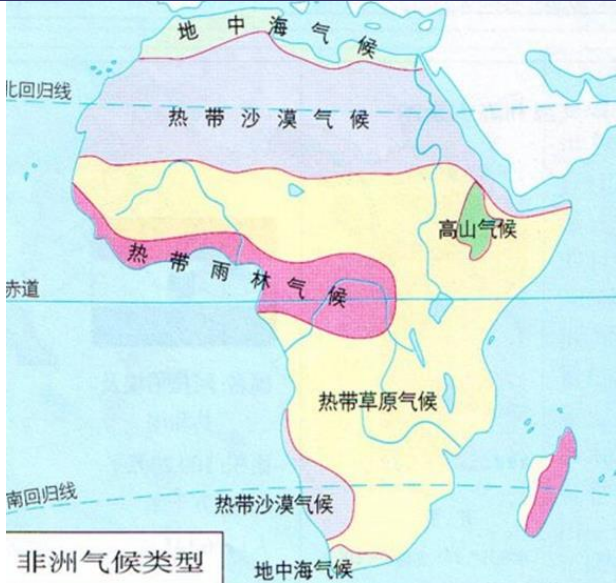 地中海气候
北回归线
热带沙漠气候
高山气候
热带雨林气候
赤道
热带草原气候
南回归线
热带沙漠气候
地中海气候
非洲气候类型